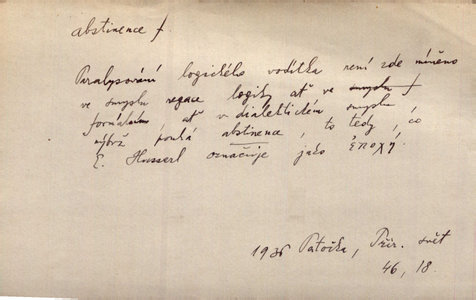 abstinence f.
Paralysování logického vodítka není zde míněno
ve smyslu negace logiky ať ve smyslu f
formálním, ať v dialektickém smyslu,
nýbrž pouhá abstinence, to tedy, co
E. Husserl označuje jako ἐποχή.
1936 Patočka, Přir. svět
46, 18.